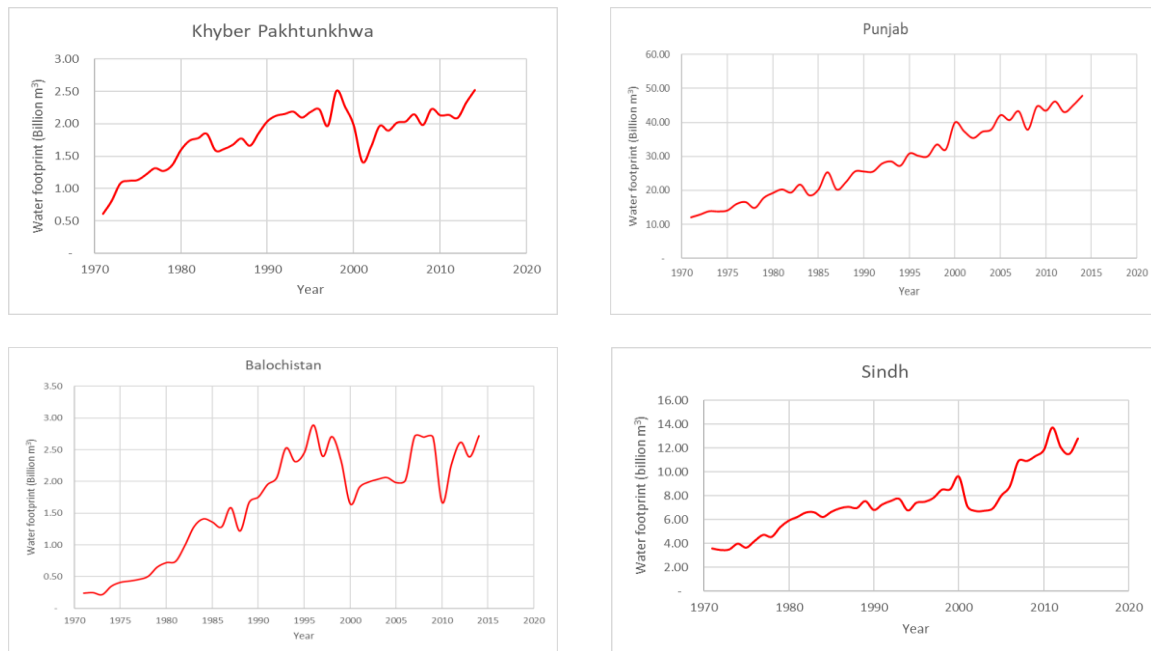 Khyber Pakhtunkhwa
Water footprint (Billion m³)
3.00
2.50
2.00
1.50
1.00
0.50
-
1970 1980 1990 2000 2010 2020
Year
Punjab
Water footprint (Billion m³)
60.00
50.00
40.00
30.00
20.00
10.00
-
1970 1975 1980 1985 1990 1995 2000 2005 2010 2015 2020
Year
Balochistan
Water footprint (Billion m³)
3.50
3.00
2.50
2.00
1.50
1.00
0.50
-
1970 1975 1980 1985 1990 1995 2000 2005 2010 2015 2020
Year
Sindh
Water footprint (billion m³)
16.00
14.00
12.00
10.00
8.00
6.00
4.00
2.00
-
1970 1980 1990 2000 2010 2020
Year